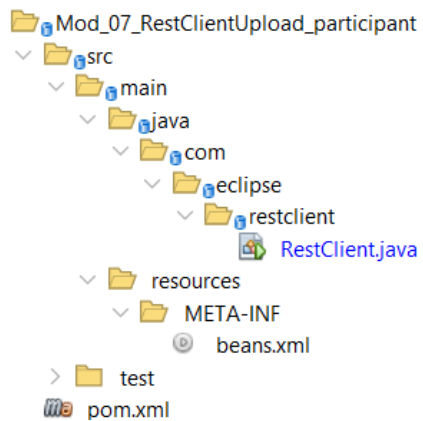 Mod_07_RestClientUpload_participant
src
main
java
com
eclipse
restclient
RestClient.java
resources
META-INF
beans.xml
test
pom.xml